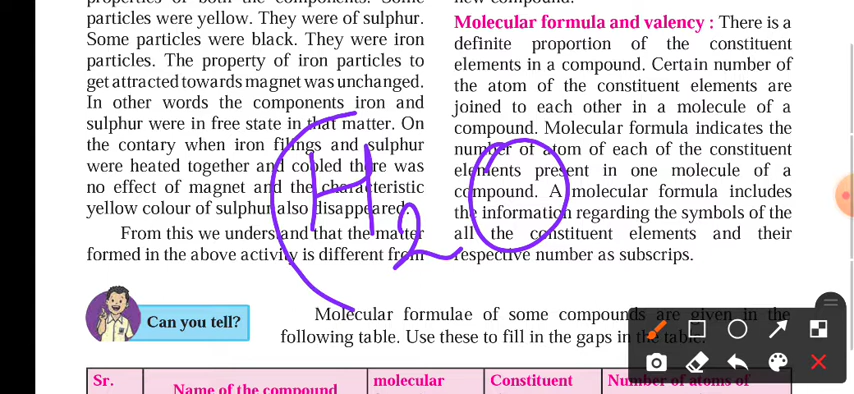 properties of both the components. Some
particles were yellow. They were of sulphur.
Some particles were black. They were iron
particles. The property of iron particles to
get attracted towards magnet was unchanged.
In other words the components iron and
sulphur were in free state in that matter. On
the contrary when iron filings and sulphur
were heated together and cooled there was
no effect of magnet and the characteristic
yellow colour of sulphur also disappeared.
From this we understand that the matter
formed in the above activity is different from
new compound.
Molecular formula and valency : There is a
definite proportion of the constituent
elements in a compound. Certain number of
the atom of the constituent elements are
joined to each other in a molecule of a
compound. Molecular formula indicates the
number of atom of each of the constituent
elements present in one molecule of a
compound. A molecular formula includes
the information regarding the symbols of the
all the constituent elements and their
respective number as subscrips.
H2O
Can you tell?
Molecular formulae of some compounds are given in the
following table. Use these to fill in the gaps in the table.
Sr. Name of the compound molecular Constituent Number of atoms of